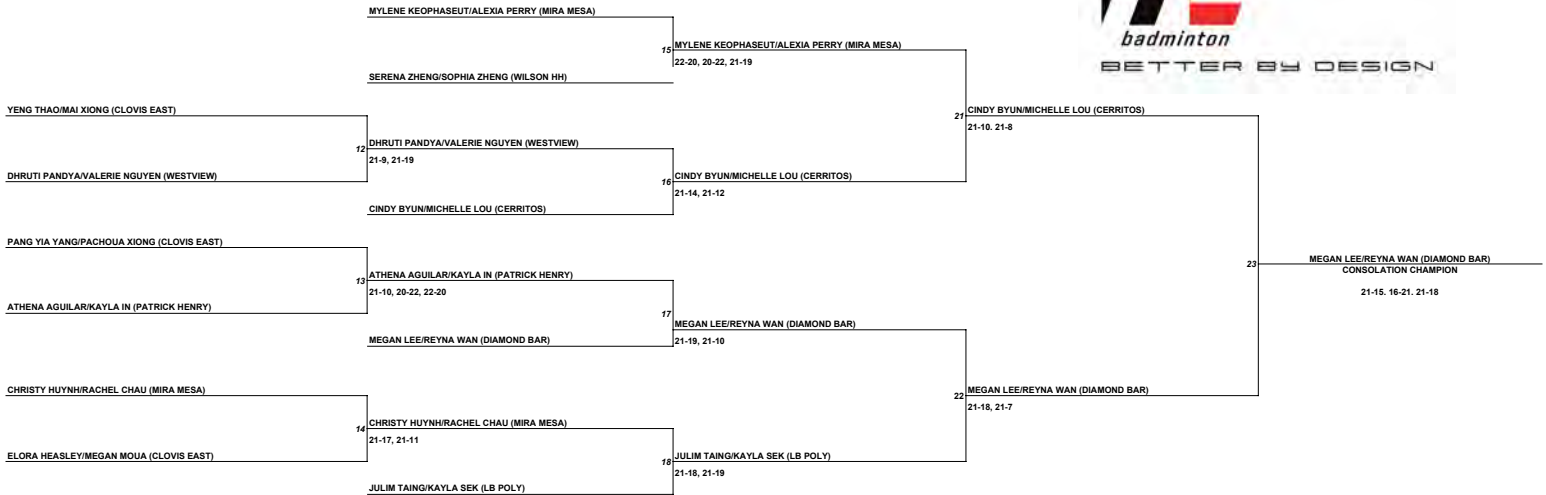 badminton
BETTER BY DESIGN
MYLENE KEOPHASEUT/ALEXIA PERRY (MIRA MESA)
15 MYLENE KEOPHASEUT/ALEXIA PERRY (MIRA MESA)
22-20, 20-22, 21-19
SERENA ZHENG/SOPHIA ZHENG (WILSON HH)
YENG THAO/MAI XIONG (CLOVIS EAST)
21 CINDY BYUN/MICHELLE LOU (CERRITOS)
21-10. 21-8
12 DHRUTI PANDYA/VALERIE NGUYEN (WESTVIEW)
21-9, 21-19
DHRUTI PANDYA/VALERIE NGUYEN (WESTVIEW)
16 CINDY BYUN/MICHELLE LOU (CERRITOS)
21-14, 21-12
CINDY BYUN/MICHELLE LOU (CERRITOS)
PANG YIA YANG/PACHOUA XIONG (CLOVIS EAST)
23 MEGAN LEE/REYNA WAN (DIAMOND BAR)
CONSOLATION CHAMPION
21-15. 16-21. 21-18
13 ATHENA AGUILAR/KAYLA IN (PATRICK HENRY)
21-10, 20-22, 22-20
ATHENA AGUILAR/KAYLA IN (PATRICK HENRY)
17 MEGAN LEE/REYNA WAN (DIAMOND BAR)
21-19, 21-10
MEGAN LEE/REYNA WAN (DIAMOND BAR)
CHRISTY HUYNH/RACHEL CHAU (MIRA MESA)
22 MEGAN LEE/REYNA WAN (DIAMOND BAR)
21-18, 21-7
14 CHRISTY HUYNH/RACHEL CHAU (MIRA MESA)
21-17, 21-11
ELORA HEASLEY/MEGAN MOUA (CLOVIS EAST)
18 JULIM TAING/KAYLA SEK (LB POLY)
21-18, 21-19
JULIM TAING/KAYLA SEK (LB POLY)